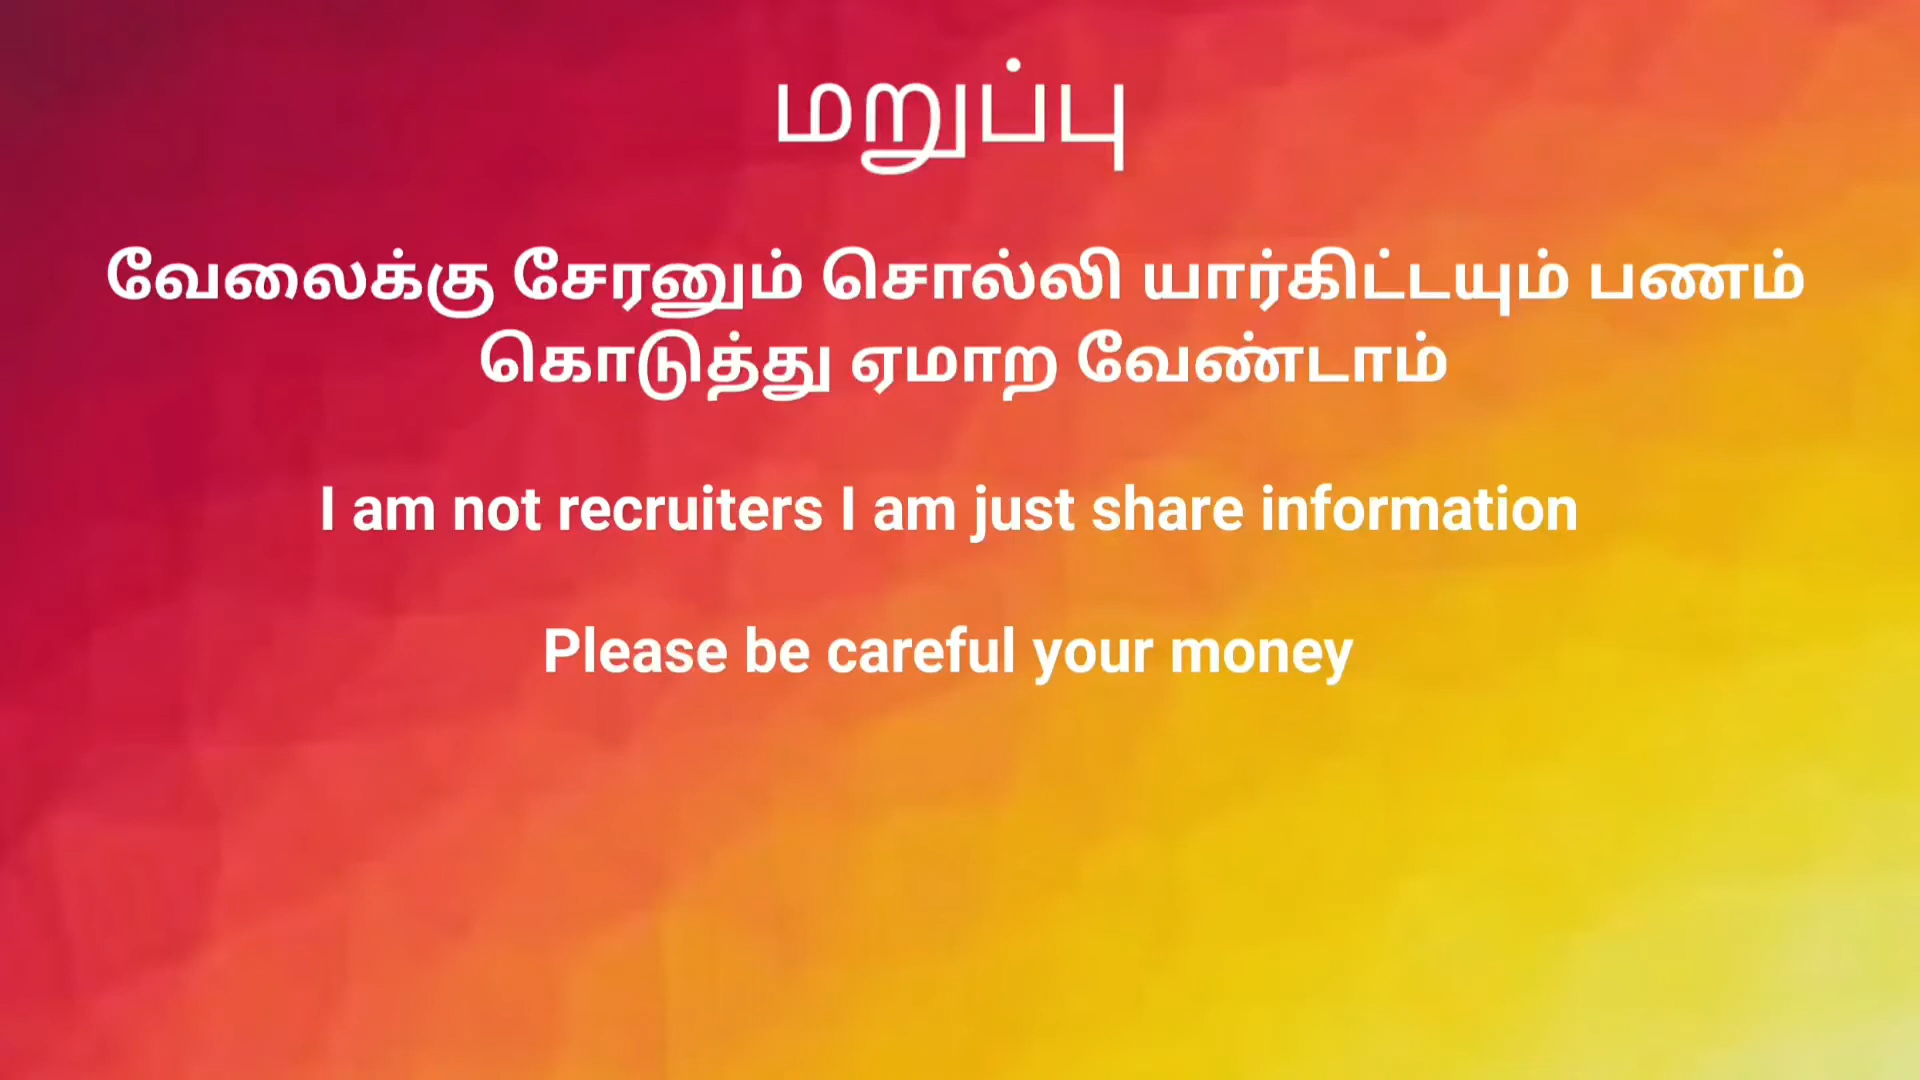 மறுப்பு
வேலைக்கு சேரனும் சொல்லி யார்கிட்டயும் பணம்
கொடுத்து ஏமாற வேண்டாம்
I am not recruiters I am just share information
Please be careful your money